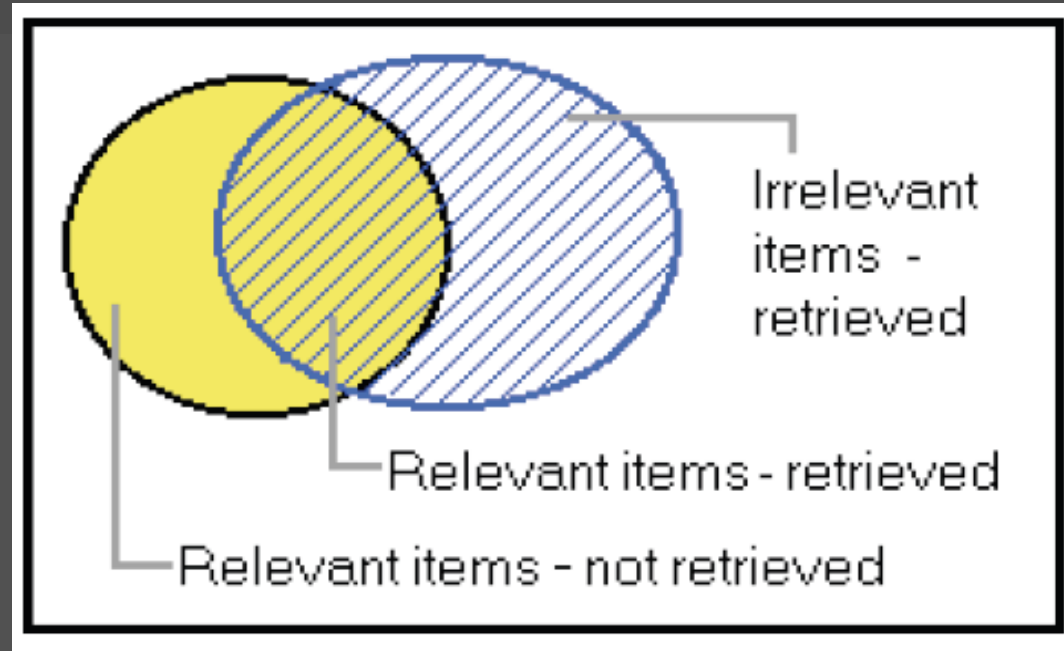 Irrelevant
items -
retrieved
Relevant items - retrieved
Relevant items - not retrieved